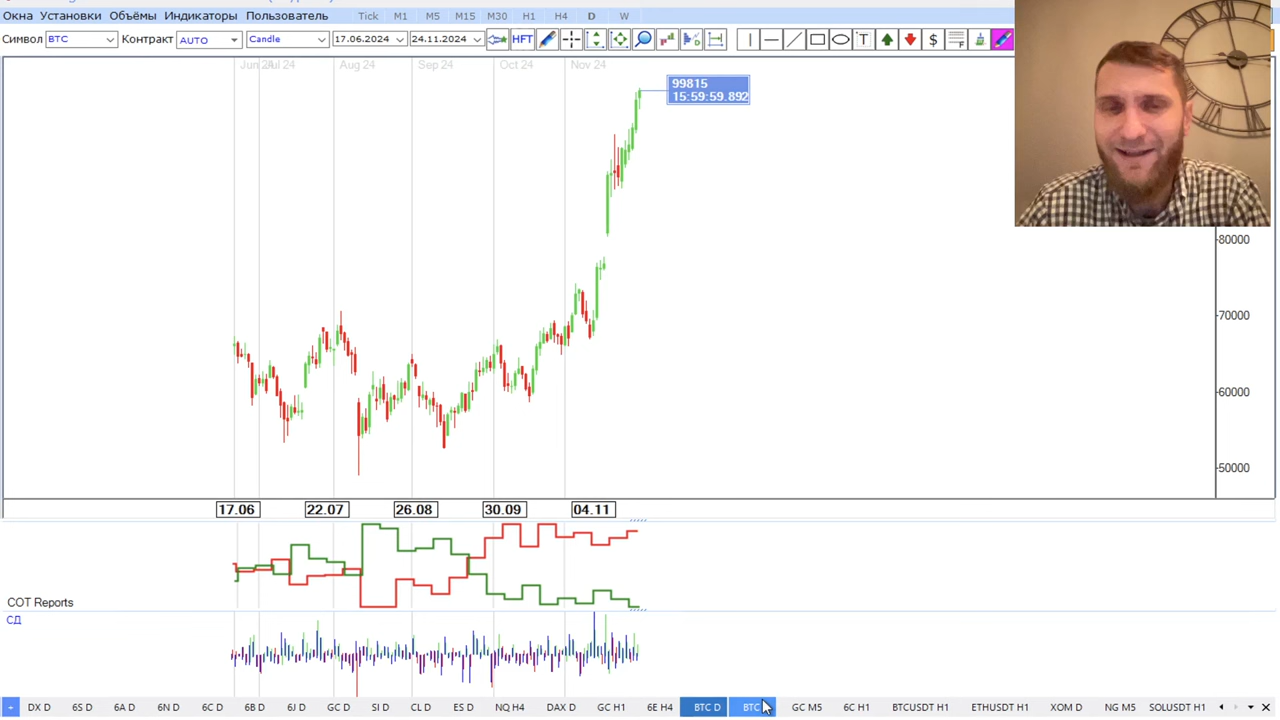 Окна Установки Объёмы Индикаторы Пользователь Tick M1 M5 M15 M30 H1 H4 D W
Символ BTC Контракт AUTO Candle 17.06.2024 24.11.2024 HFT T $ F
Aug 24 Sep 24 Oct 24 Nov 24
99815
15:59:59.892
80000
70000
60000
50000
17.06 22.07 26.08 30.09 04.11
COT Reports
СД
+ DX D 6S D 6A D 6N D 6C D 6B D 6J D GC D SI D CL D ES D NQ H4 DAX D GC H1 6E H4 BTC D BTC GC M5 6C H1 BTCUSDT H1 ETHUSDT H1 XOM D NG M5 SOLUSDT H1